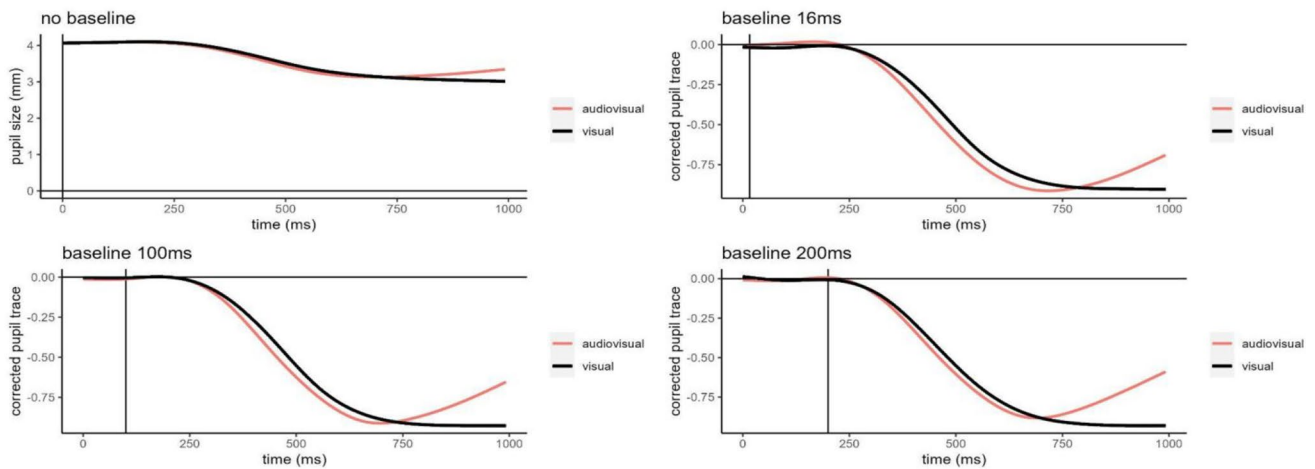 no baseline
pupil size (mm)
4
3
2
1
0
0 250 500 750 1000
time (ms)
audiovisual
visual
baseline 16ms
corrected pupil trace
0.00
-0.25
-0.50
-0.75
0 250 500 750 1000
time (ms)
audiovisual
visual
baseline 100ms
corrected pupil trace
0.00
-0.25
-0.50
-0.75
0 250 500 750 1000
time (ms)
audiovisual
visual
baseline 200ms
corrected pupil trace
0.00
-0.25
-0.50
-0.75
0 250 500 750 1000
time (ms)
audiovisual
visual